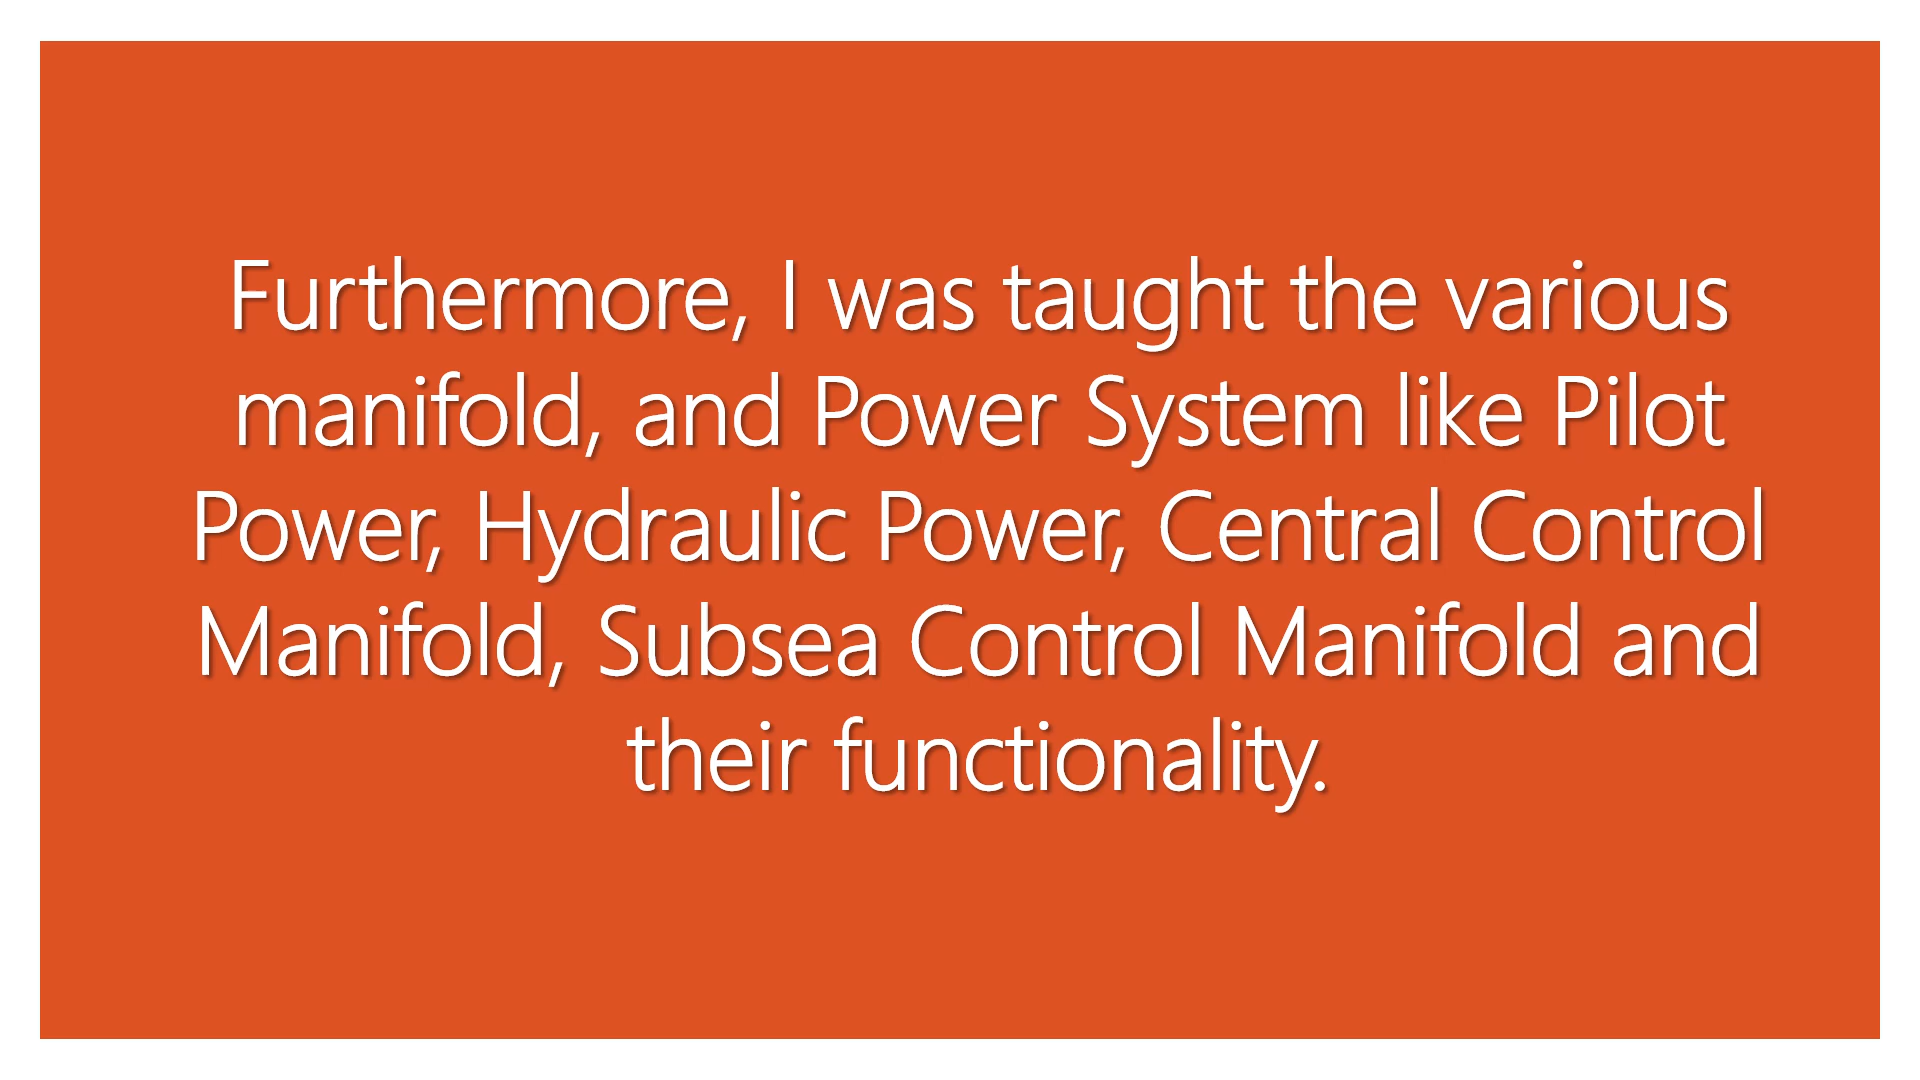 Furthermore, I was taught the various
manifold, and Power System like Pilot
Power, Hydraulic Power, Central Control
Manifold, Subsea Control Manifold and
their functionality.